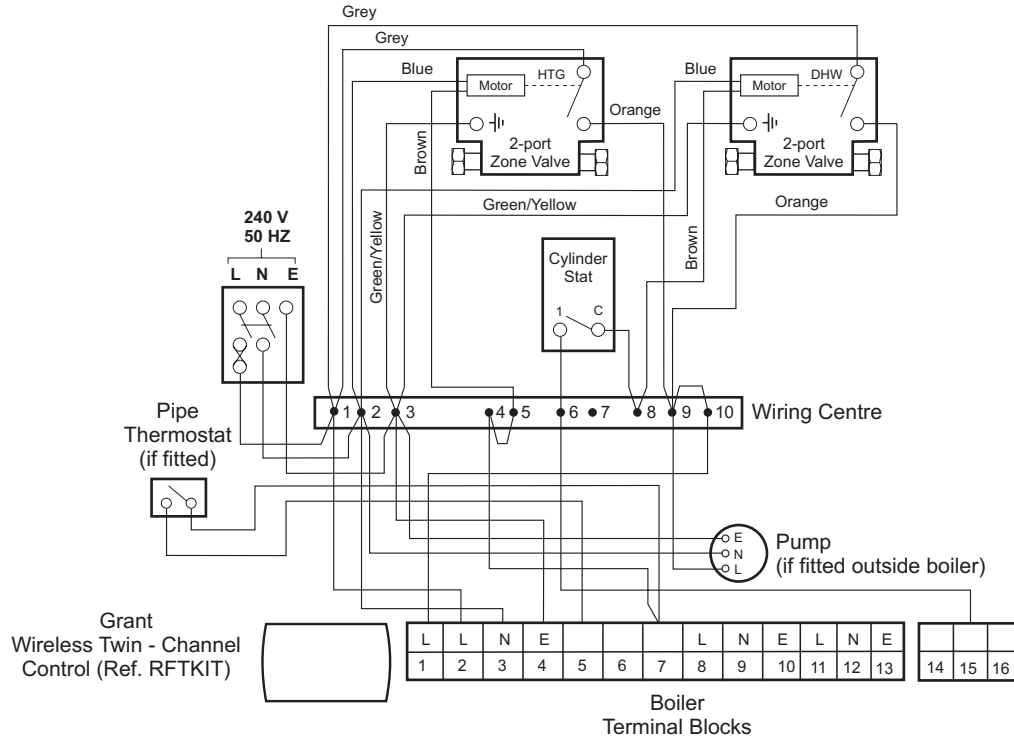 Grey
Grey
Blue
Motor
HTG
Orange
2-port
Zone Valve
Brown
Blue
Motor
DHW
2-port
Zone Valve
Orange
Green/Yellow
Green/Yellow
Brown
240 V
50 HZ
L N E
Cylinder
Stat
1 C
1 2 3 4 5 6 7 8 9 10
Wiring Centre
Pipe
Thermostat
(if fitted)
E
N
L
Pump
(if fitted outside boiler)
Grant
Wireless Twin - Channel
Control (Ref. RFTKIT)
L L N E L N E L N E
1 2 3 4 5 6 7 8 9 10 11 12 13 14 15 16
Boiler
Terminal Blocks